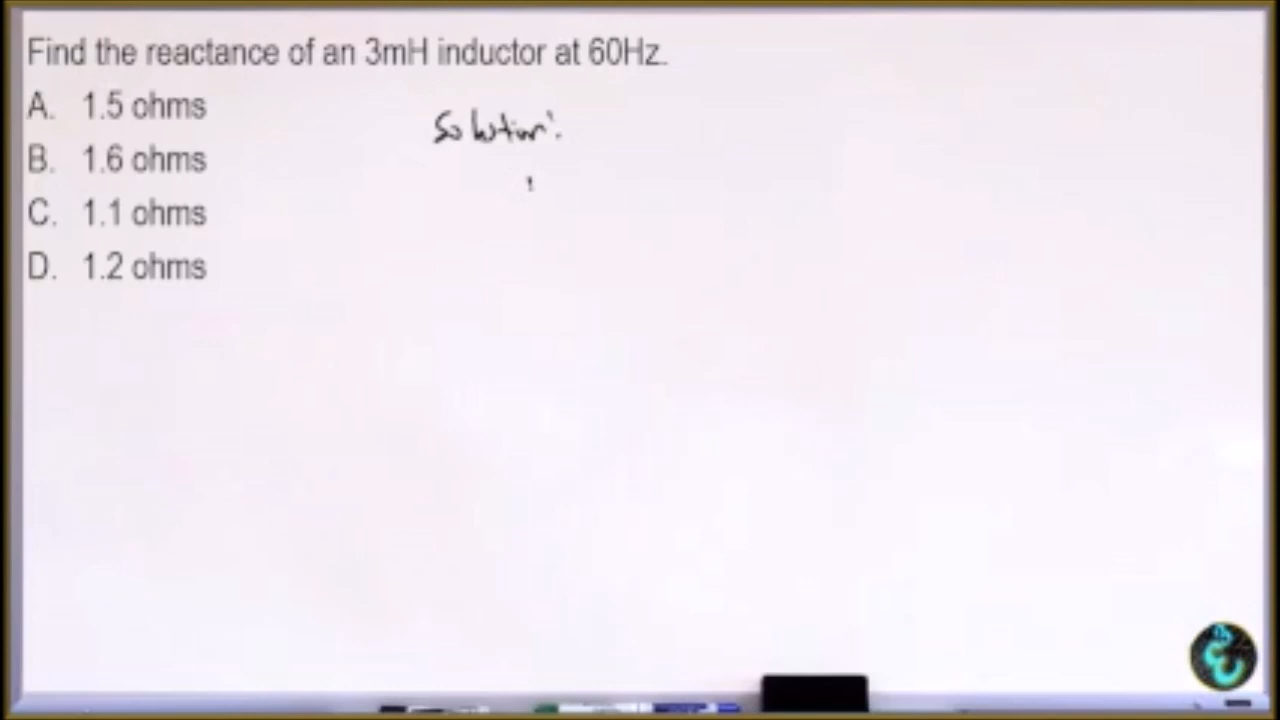 Find the reactance of an 3mH inductor at 60Hz.
A. 1.5 ohms
Solution:
B. 1.6 ohms
C. 1.1 ohms
D. 1.2 ohms